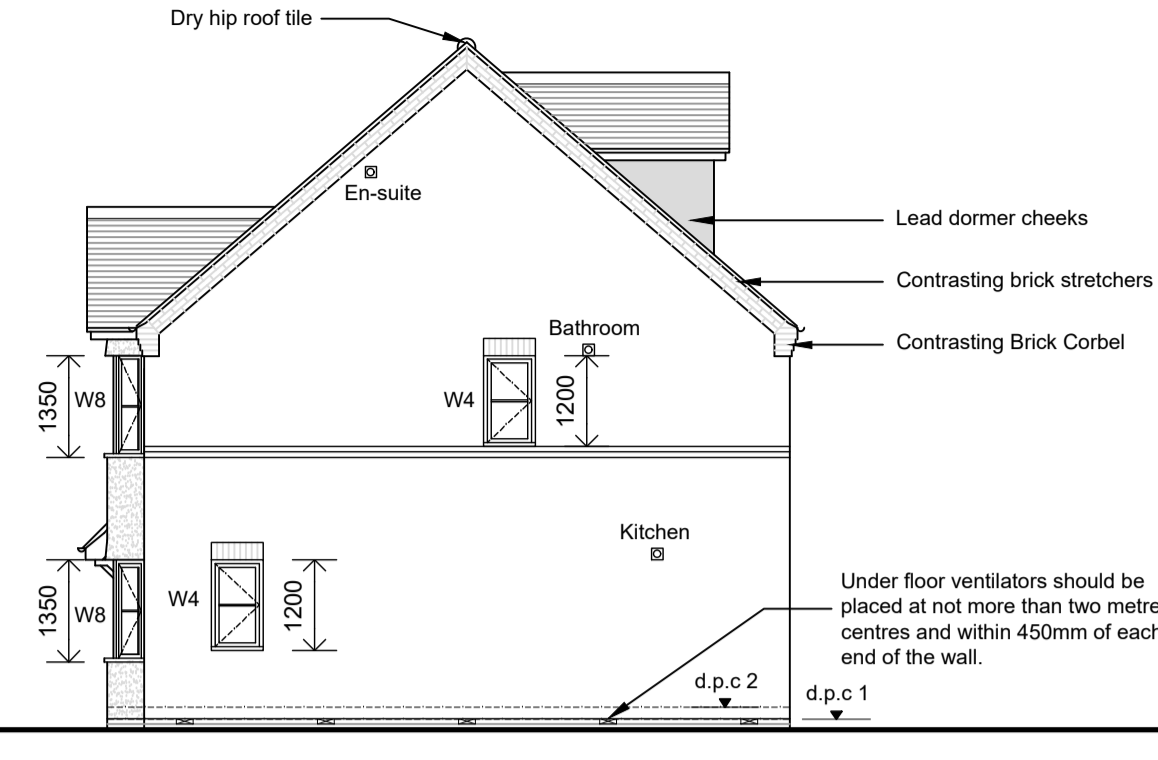 Dry hip roof tile
En-suite
Lead dormer cheeks
Contrasting brick stretchers
Bathroom
Contrasting Brick Corbel
1350
W8
W4
1200
Kitchen
1350
W8
W4
1200
Under floor ventilators should be
placed at not more than two metre
centres and within 450mm of each
end of the wall.
d.p.c 2
d.p.c 1